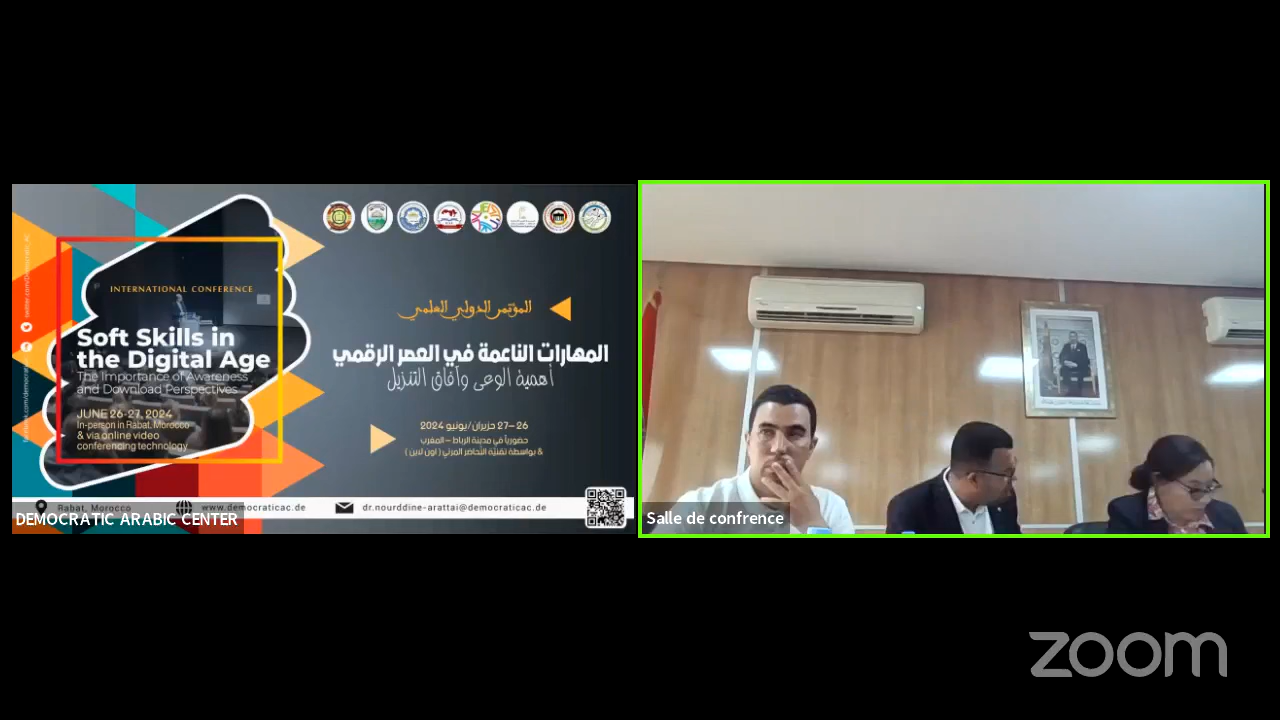 INTERNATIONAL CONFERENCE
Soft Skills in
the Digital Age
The Importance of Awareness
and Download Perspectives
JUNE 26-27, 2024
In-person in Rabat, Morocco
& via online video
conferencing technology
المؤتمر الدولي العلمي
المهارات الناعمة في العصر الرقمي
أهمية الوعي وآفاق التنزيل
26–27 حزيران/يونيو 2024
حضورياً في مدينة الرباط – المغرب
& بواسطة تقنيّة التّحاضر المرئي ( اون لاين )
Rabat, Morocco
www.democraticac.de
dr.nourddine-arattai@democraticac.de
DEMOCRATIC ARABIC CENTER
Salle de confrence
zoom